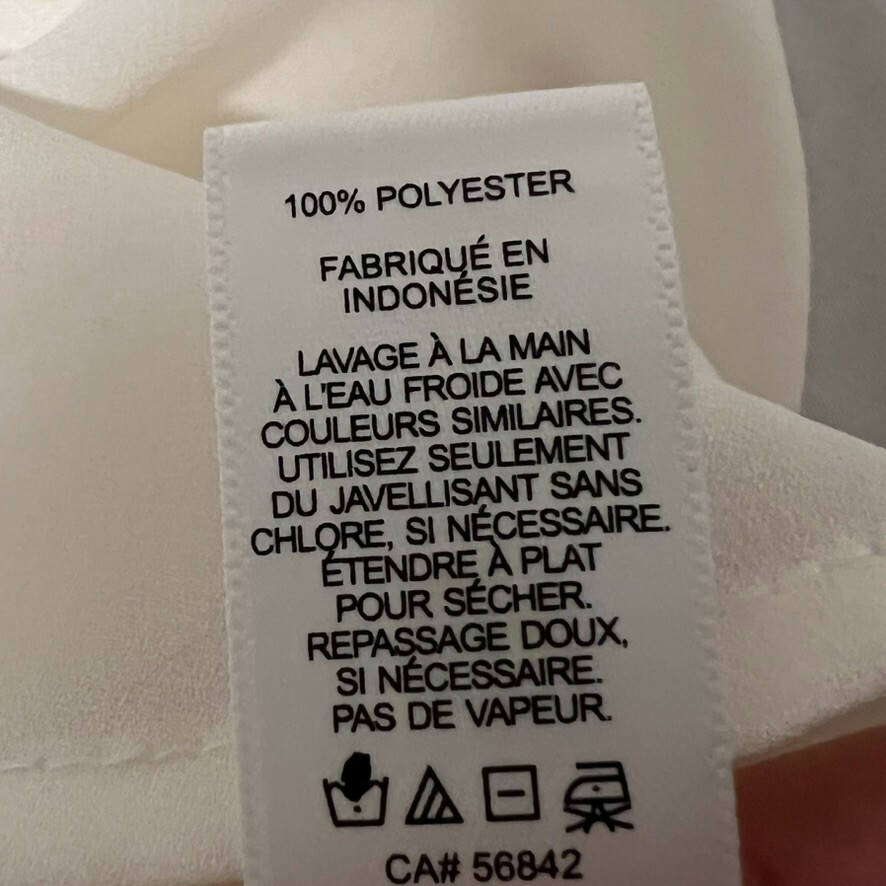 100% POLYESTER
FABRIQUÉ EN
INDONÉSIE
LAVAGE À LA MAIN
À L'EAU FROIDE AVEC
COULEURS SIMILAIRES.
UTILISEZ SEULEMENT
DU JAVELLISANT SANS
CHLORE, SI NÉCESSAIRE.
ÉTENDRE À PLAT
POUR SÉCHER.
REPASSAGE DOUX,
SI NÉCESSAIRE.
PAS DE VAPEUR.
CA# 56842